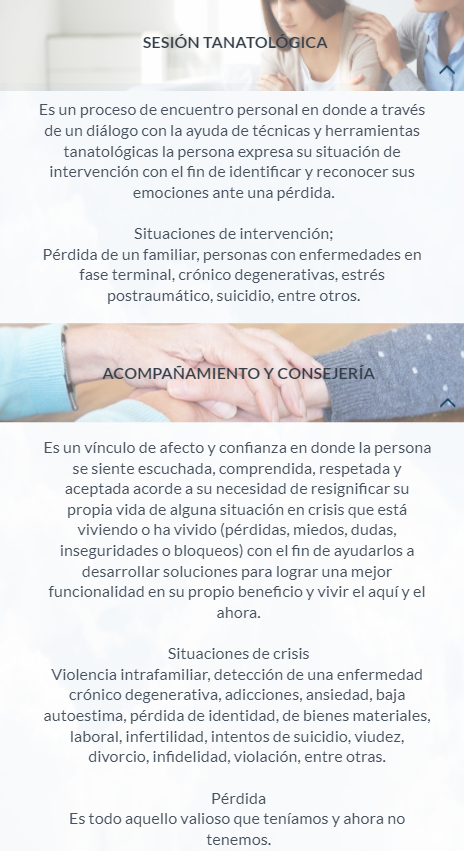 SESIÓN TANATOLÓGICA
Es un proceso de encuentro personal en donde a través
de un diálogo con la ayuda de técnicas y herramientas
tanatológicas la persona expresa su situación de
intervención con el fin de identificar y reconocer sus
emociones ante una pérdida.
Situaciones de intervención;
Pérdida de un familiar, personas con enfermedades en
fase terminal, crónico degenerativas, estrés
postraumático, suicidio, entre otros.
ACOMPAÑAMIENTO Y CONSEJERÍA
Es un vínculo de afecto y confianza en donde la persona
se siente escuchada, comprendida, respetada y
aceptada acorde a su necesidad de resignificar su
propia vida de alguna situación en crisis que está
viviendo o ha vivido (pérdidas, miedos, dudas,
inseguridades o bloqueos) con el fin de ayudarlos a
desarrollar soluciones para lograr una mejor
funcionalidad en su propio beneficio y vivir el aquí y el
ahora.
Situaciones de crisis
Violencia intrafamiliar, detección de una enfermedad
crónico degenerativa, adicciones, ansiedad, baja
autoestima, pérdida de identidad, de bienes materiales,
laboral, infertilidad, intentos de suicidio, viudez,
divorcio, infidelidad, violación, entre otras.
Pérdida
Es todo aquello valioso que teníamos y ahora no
tenemos.